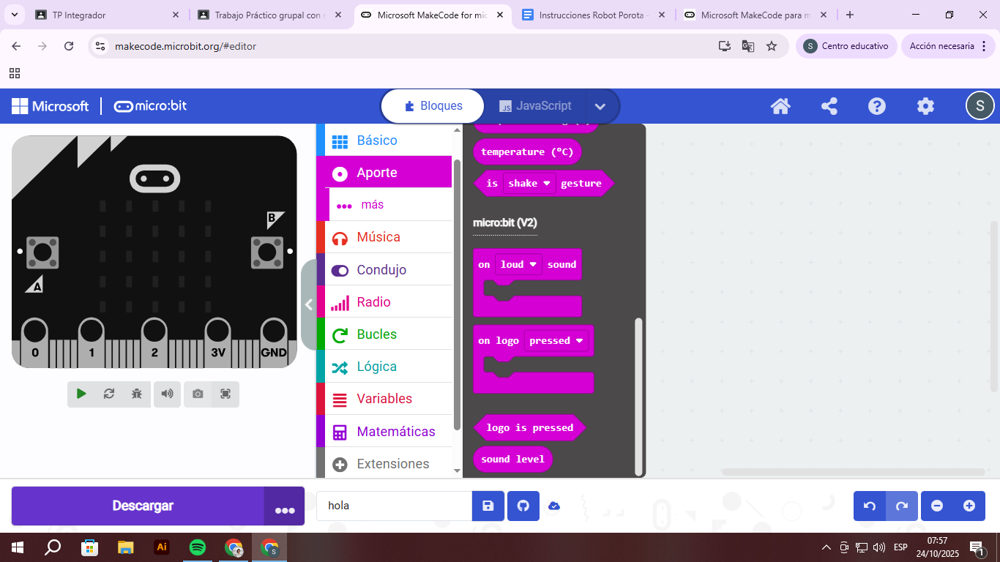 TP Integrador
Trabajo Práctico grupal con m
Microsoft MakeCode for mic
Instrucciones Robot Porota -
Microsoft MakeCode para m
makecode.microbit.org/#editor
S Centro educativo
Acción necesaria
Microsoft
micro:bit
Bloques
JS JavaScript
S
Básico
Aporte
más
Música
Condujo
Radio
Bucles
Lógica
Variables
Matemáticas
Extensiones
temperature (°C)
is shake gesture
micro:bit (V2)
on loud sound
on logo pressed
logo is pressed
sound level
B
A
0 1 2 3V GND
Descargar
hola
Ai
S
ESP
07:57
24/10/2025
1